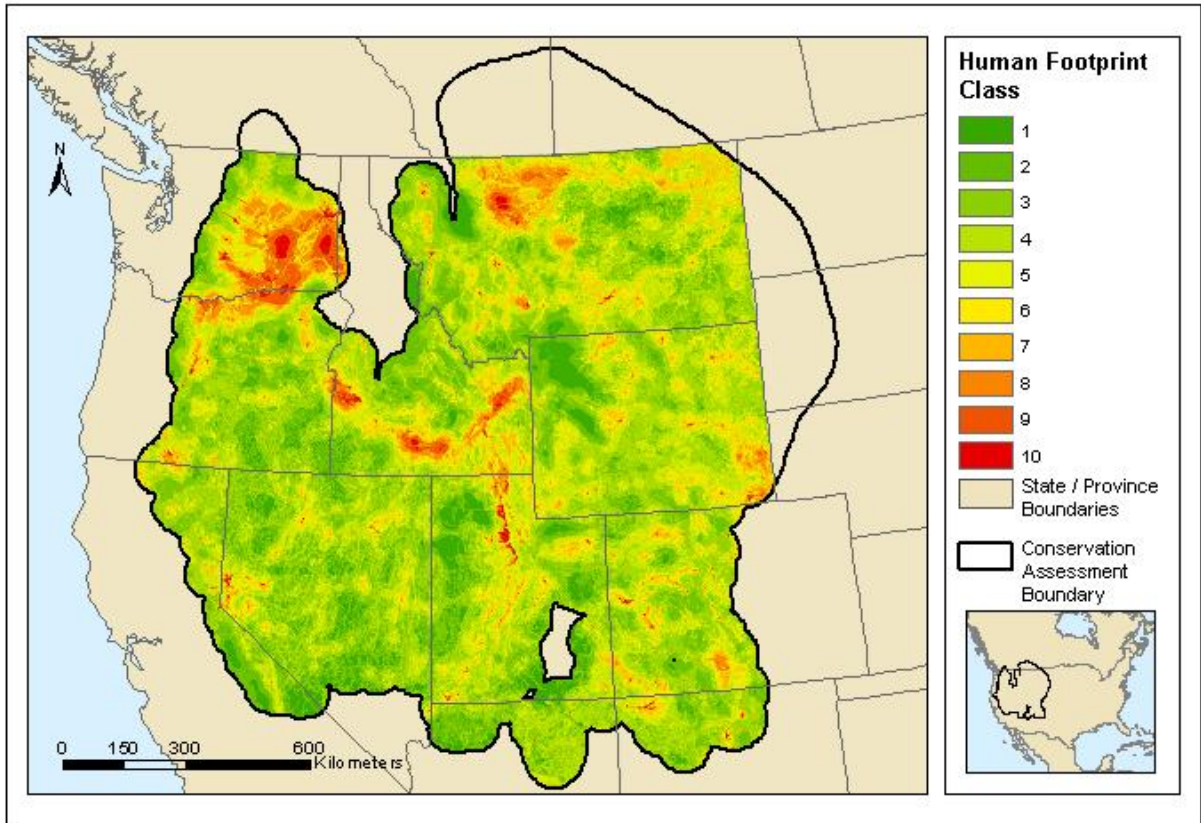 N
0 150 300 600
Kilometers
Human Footprint
Class
1
2
3
4
5
6
7
8
9
10
State / Province
Boundaries
Conservation
Assessment
Boundary